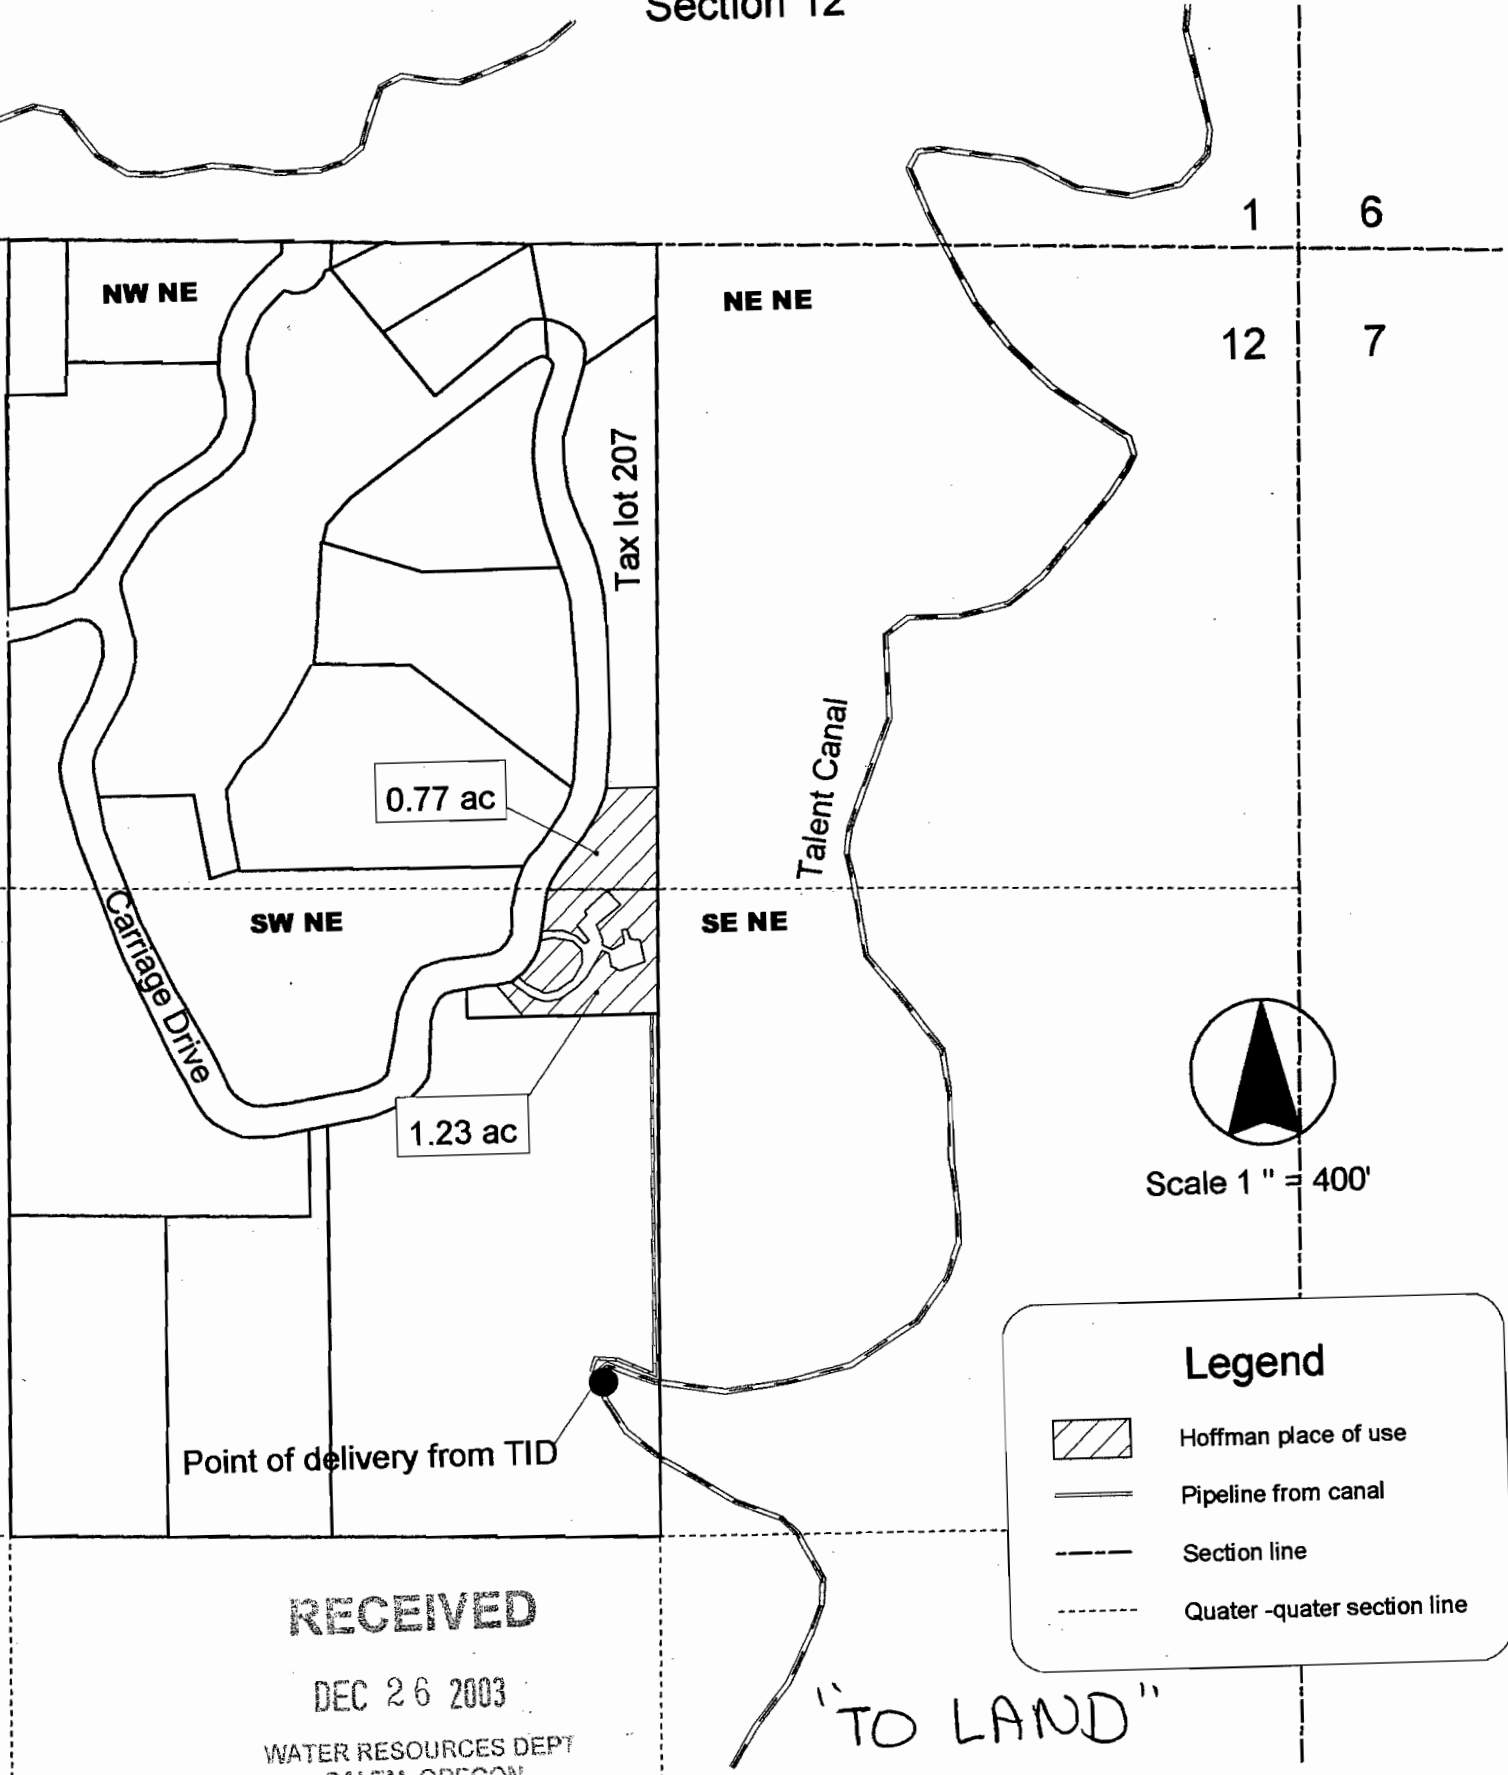 Section 12
1
6
NW NE
NE NE
12
7
Tax lot 207
Talent Canal
0.77 ac
SW NE
SE NE
Carriage Drive
1.23 ac
Scale 1 " = 400'
Legend
Hoffman place of use
Pipeline from canal
Section line
Quater -quater section line
Point of delivery from TID
RECEIVED
DEC 26 2003
WATER RESOURCES DEPT
SALEM, OREGON
"TO LAND"